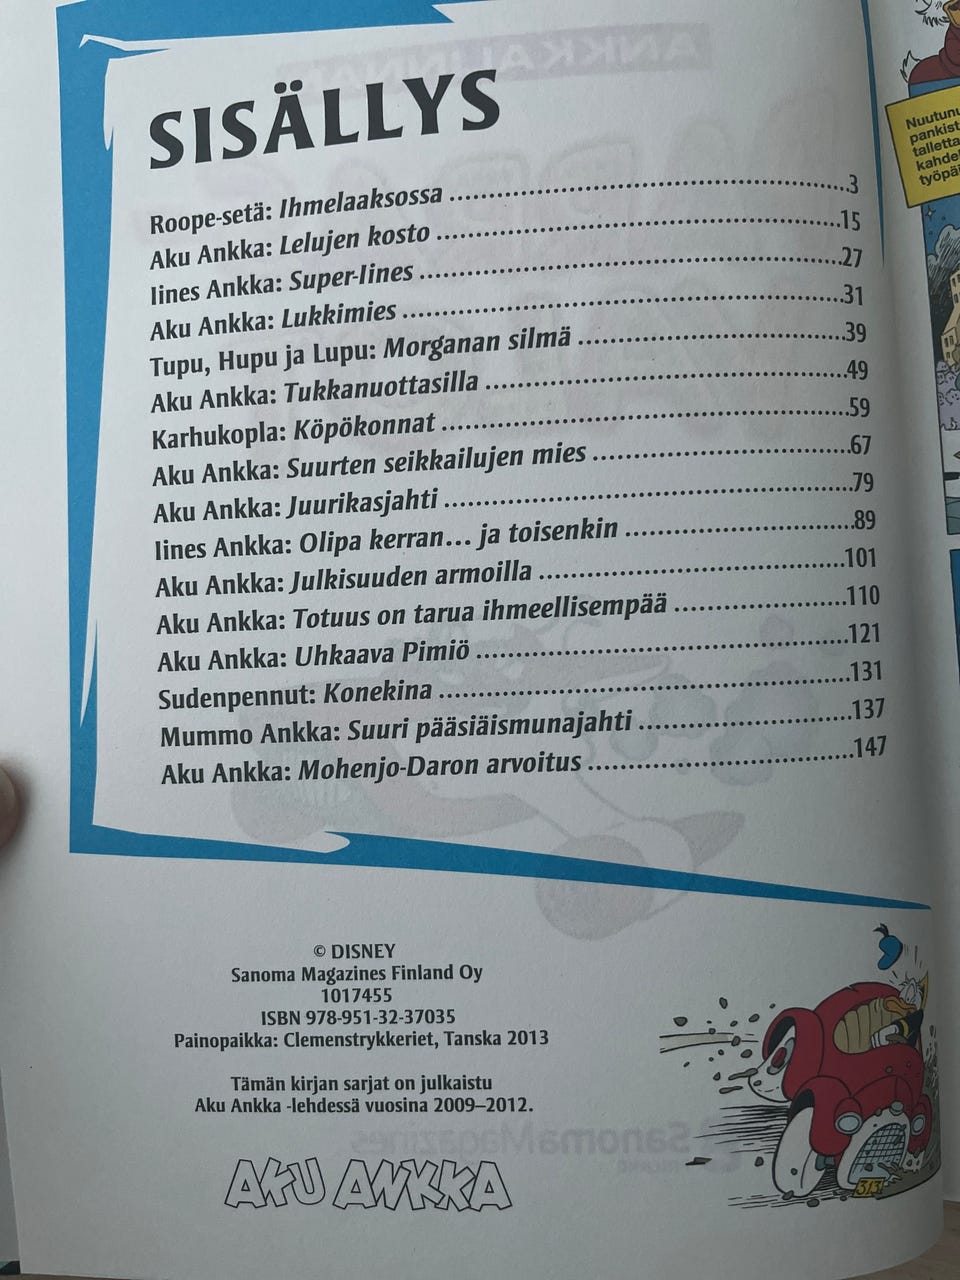 SISÄLLYS
Roope-setä: Ihmelaaksossa ..... 3
Aku Ankka: Lelujen kosto ..... 15
Iines Ankka: Super-Iines ..... 27
Aku Ankka: Lukkimies ..... 31
Tupu, Hupu ja Lupu: Morganan silmä ..... 39
Aku Ankka: Tukkanuottasilla ..... 49
Karhukopla: Köpökonnat ..... 59
Aku Ankka: Suurten seikkailujen mies ..... 67
Aku Ankka: Juurikasjahti ..... 79
Iines Ankka: Olipa kerran... ja toisenkin ..... 89
Aku Ankka: Julkisuuden armoilla ..... 101
Aku Ankka: Totuus on tarua ihmeellisempää ..... 110
Aku Ankka: Uhkaava Pimiö ..... 121
Sudenpennut: Konekina ..... 131
Mummo Ankka: Suuri pääsiäismunajahti ..... 137
Aku Ankka: Mohenjo-Daron arvoitus ..... 147
© DISNEY
Sanoma Magazines Finland Oy
1017455
ISBN 978-951-32-37035
Painopaikka: Clemenstrykkeriet, Tanska 2013
Tämän kirjan sarjat on julkaistu
Aku Ankka -lehdessä vuosina 2009–2012.
AKU ANKKA
313